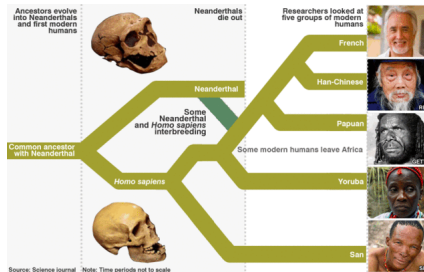 Ancestors evolve
into Neanderthals
and first modern
humans
Neanderthals
die out
Researchers looked at
five groups of modern
humans
French
Han-Chinese
Neanderthal
Some
Neanderthal
and Homo sapiens
interbreeding
Papuan
Common ancestor
with Neanderthal
Some modern humans leave Africa
Homo sapiens
Yoruba
San
Source: Science journal Note: Time periods not to scale